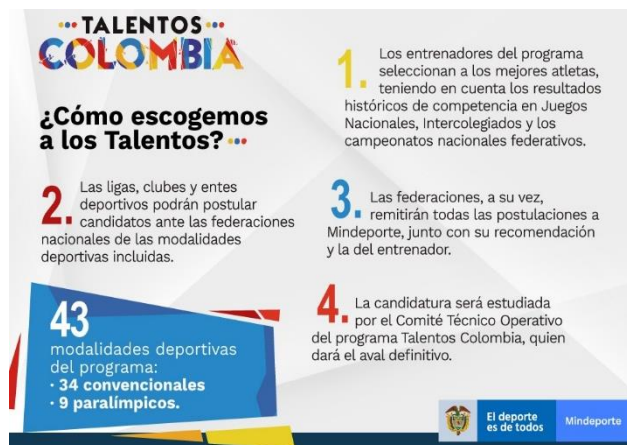 TALENTOS
COLOMBIA
¿Cómo escogemos
a los Talentos?
1. Los entrenadores del programa
seleccionan a los mejores atletas,
teniendo en cuenta los resultados
históricos de competencia en Juegos
Nacionales, Intercolegiados y los
campeonatos nacionales federativos.
2. Las ligas, clubes y entes
deportivos podrán postular
candidatos ante las federaciones
nacionales de las modalidades
deportivas incluidas.
3. Las federaciones, a su vez,
remitirán todas las postulaciones a
Mindeporte, junto con su recomendación
y la del entrenador.
43
modalidades deportivas
del programa:
· 34 convencionales
· 9 paralímpicos.
4. La candidatura será estudiada
por el Comité Técnico Operativo
del programa Talentos Colombia, quien
dará el aval definitivo.
El deporte
es de todos
Mindeporte